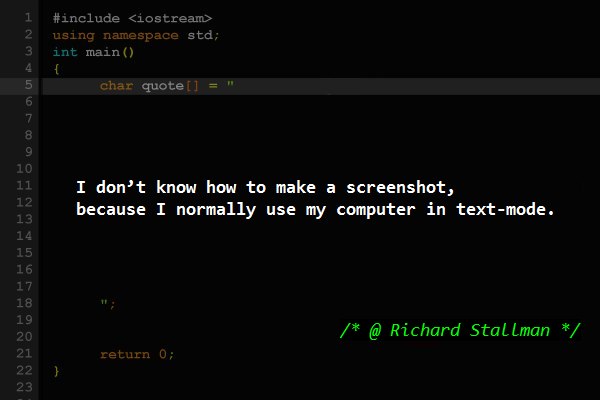 1 #include <iostream>
2 using namespace std;
3 int main()
4 {
5 char quote[] = "
6
7
8
9
10
11 I don’t know how to make a screenshot,
12 because I normally use my computer in text-mode.
13
14
15
16
17
18 ";
19
20 /* @ Richard Stallman */
21 return 0;
22 }
23